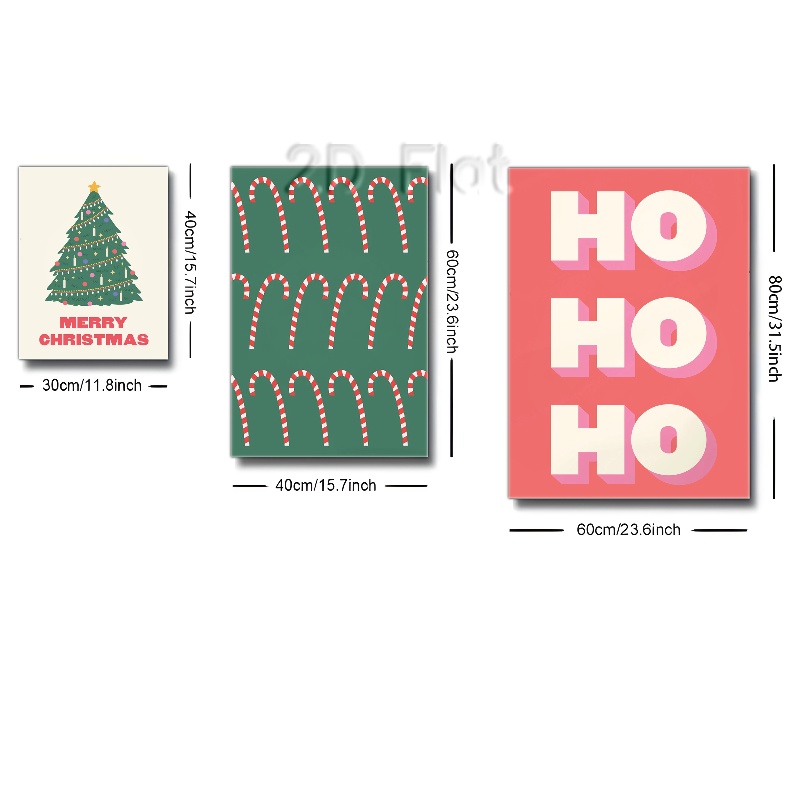 2D Flat
MERRY
CHRISTMAS
40cm/15.7inch
30cm/11.8inch
60cm/23.6inch
40cm/15.7inch
HO
HO
HO
80cm/31.5inch
60cm/23.6inch